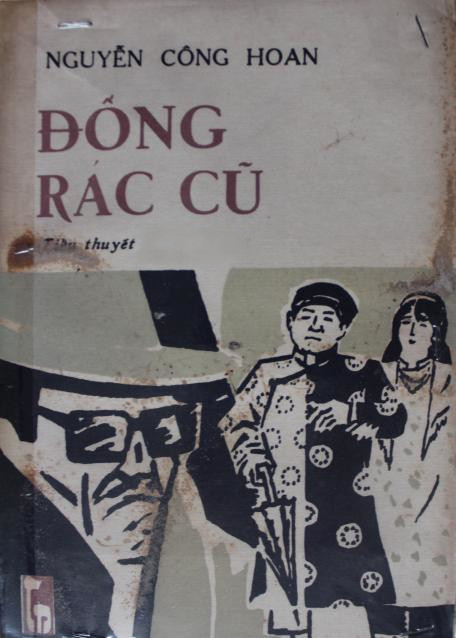 NGUYỄN CÔNG HOAN
ĐỐNG
RÁC CŨ
Tiểu thuyết